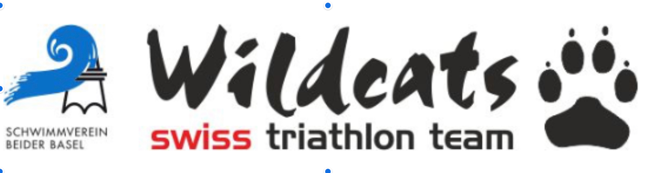 SCHWIMMVEREIN
BEIDER BASEL
Wildcats
swiss triathlon team